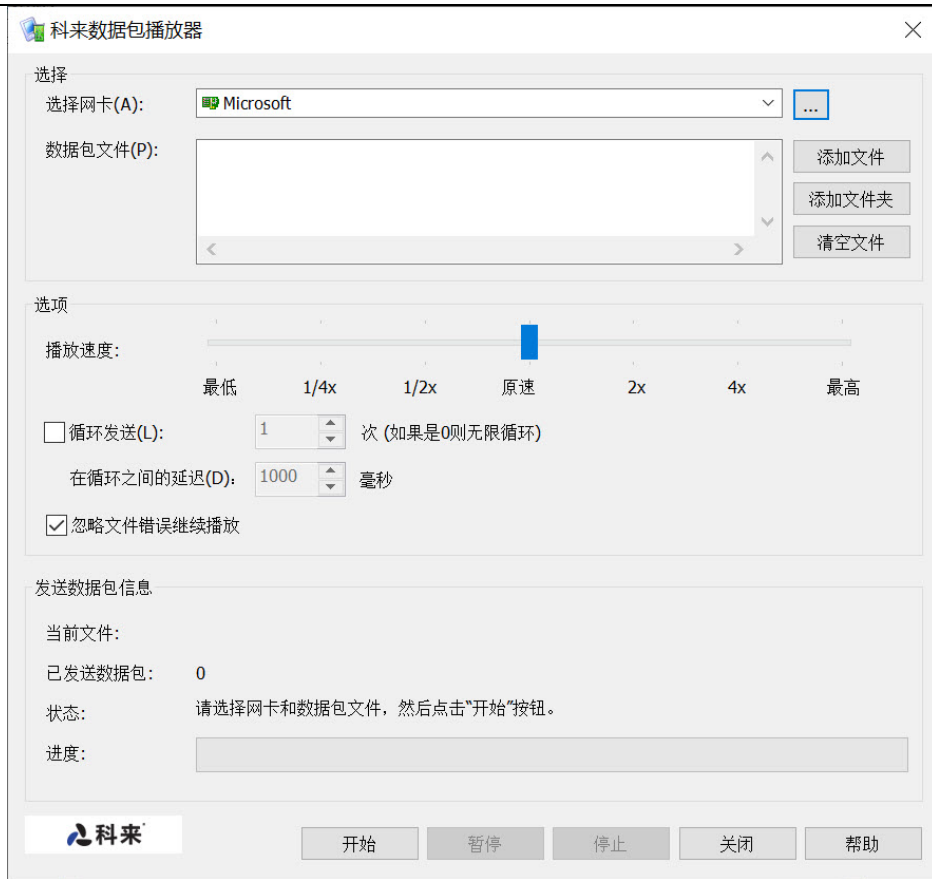 科来数据包播放器
选择
选择网卡(A): Microsoft ...
数据包文件(P): 添加文件
添加文件夹
清空文件
选项
播放速度:
最低 1/4x 1/2x 原速 2x 4x 最高
循环发送(L): 1 次 (如果是0则无限循环)
在循环之间的延迟(D): 1000 毫秒
忽略文件错误继续播放
发送数据包信息
当前文件:
已发送数据包: 0
状态: 请选择网卡和数据包文件，然后点击“开始”按钮。
进度:
科来 开始 暂停 停止 关闭 帮助